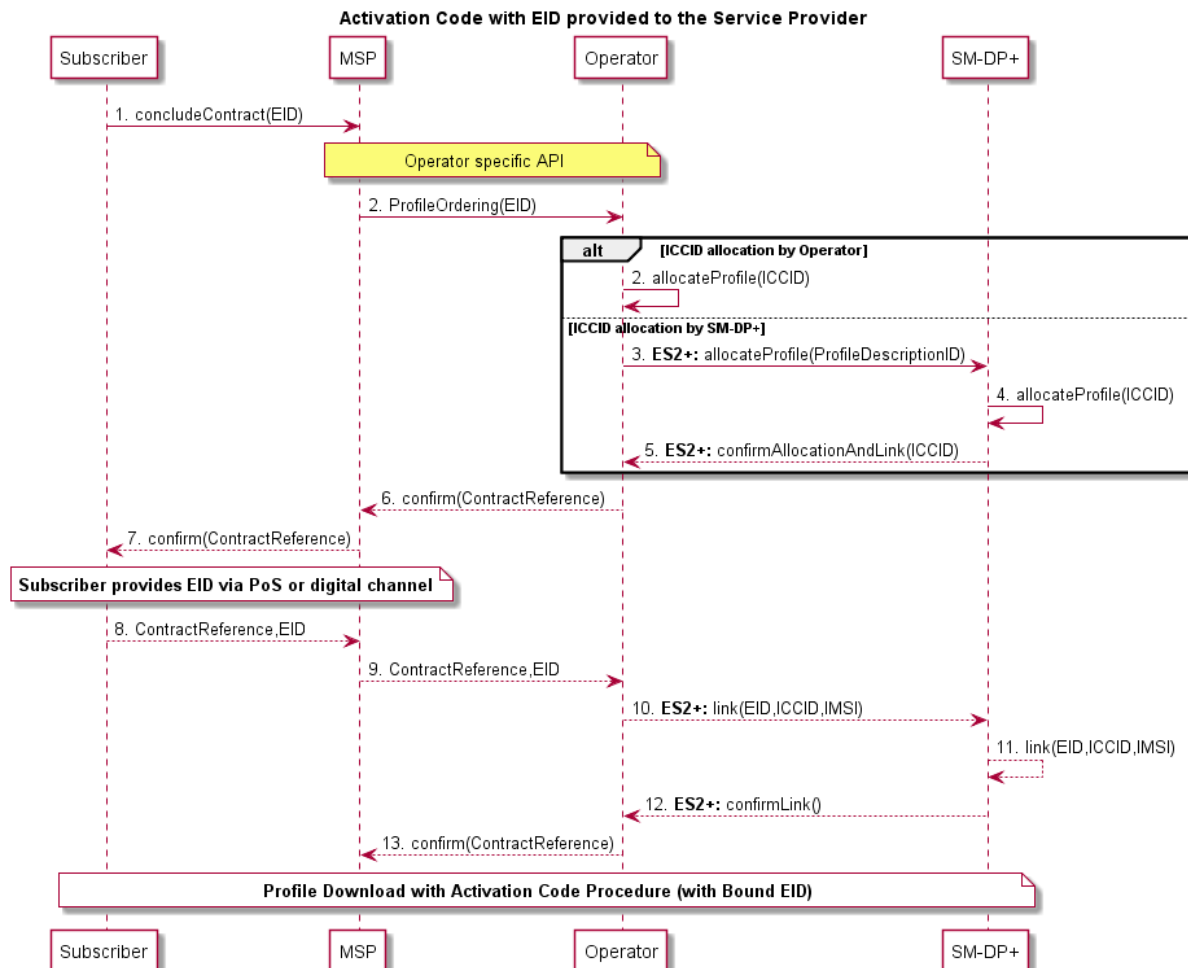 Activation Code with EID provided to the Service Provider
Subscriber MSP Operator SM-DP+
1. concludeContract(EID)
Operator specific API
2. ProfileOrdering(EID)
alt [ICCID allocation by Operator]
2. allocateProfile(ICCID)
[ICCID allocation by SM-DP+]
3. ES2+: allocateProfile(ProfileDescriptionID)
4. allocateProfile(ICCID)
5. ES2+: confirmAllocationAndLink(ICCID)
6. confirm(ContractReference)
7. confirm(ContractReference)
Subscriber provides EID via PoS or digital channel
8. ContractReference,EID
9. ContractReference,EID
10. ES2+: link(EID,ICCID,IMSI)
11. link(EID,ICCID,IMSI)
12. ES2+: confirmLink()
13. confirm(ContractReference)
Profile Download with Activation Code Procedure (with Bound EID)
Subscriber MSP Operator SM-DP+